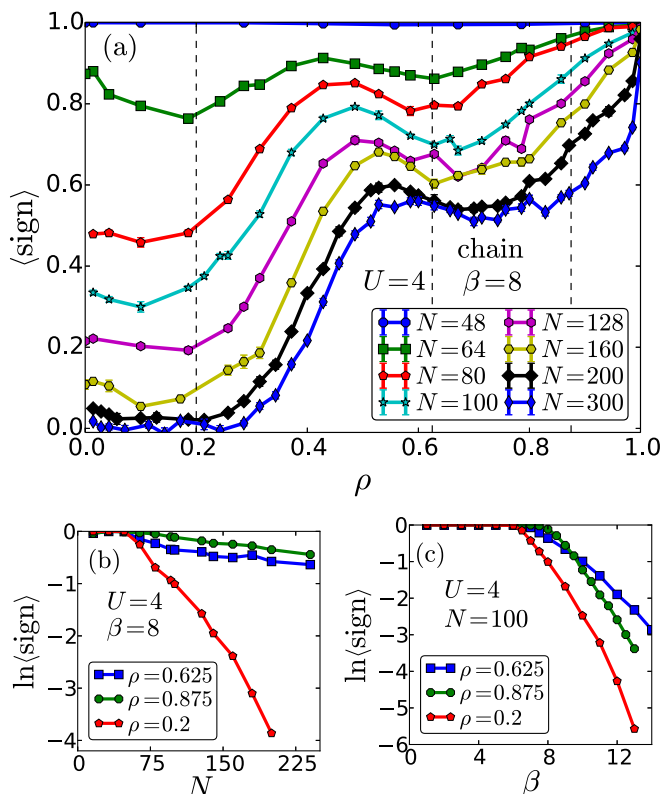 1.0
0.8
0.6
0.4
0.2
0.0
⟨sign⟩
(a)
chain
U=4 β=8
N=48 N=128
N=64 N=160
N=80 N=200
N=100 N=300
0.0 0.2 0.4 0.6 0.8 1.0
ρ
0
−1
−2
−3
−4
ln⟨sign⟩
(b)
U=4
β=8
ρ=0.625
ρ=0.875
ρ=0.2
75 150 225
N
0
−1
−2
−3
−4
−5
−6
ln⟨sign⟩
(c)
U=4
N=100
ρ=0.625
ρ=0.875
ρ=0.2
0 4 8 12
β